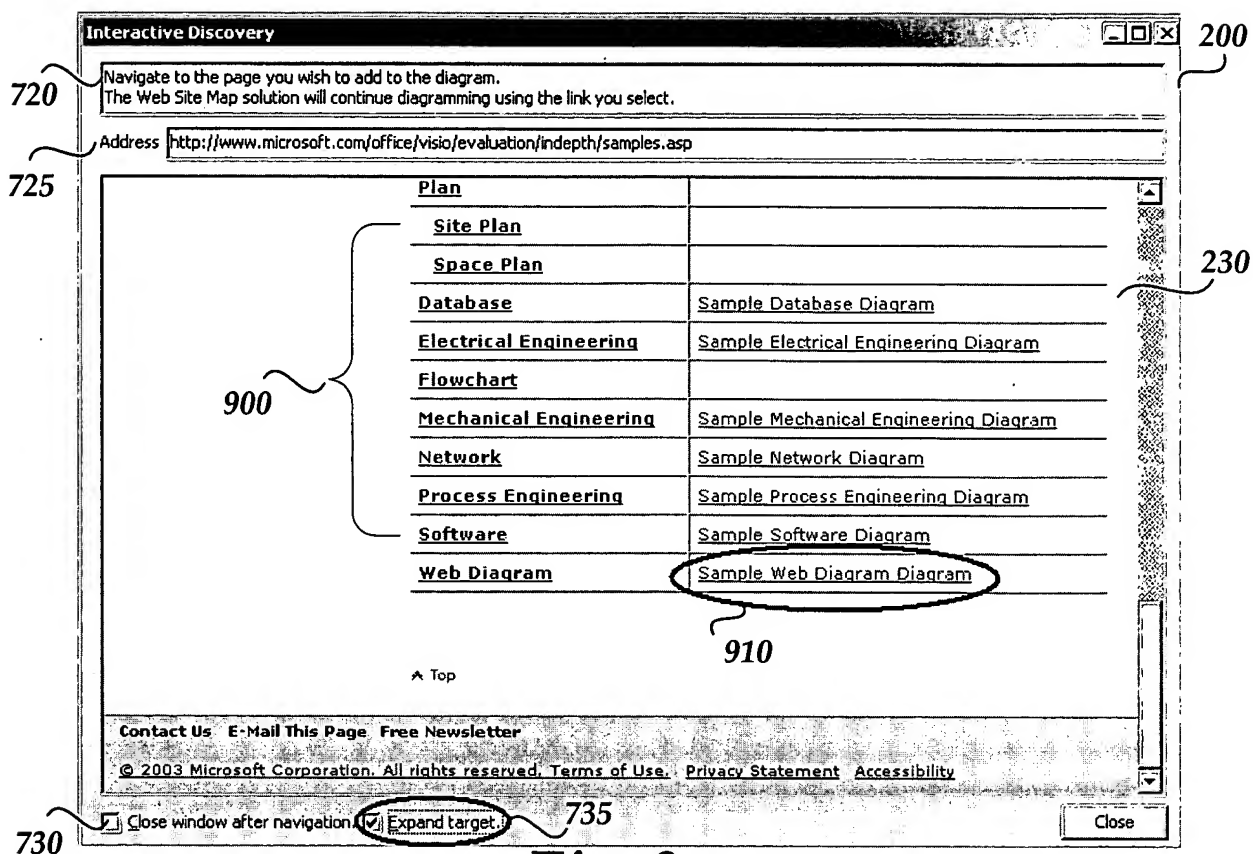 Interactive Discovery
200
Navigate to the page you wish to add to the diagram.
The Web Site Map solution will continue diagramming using the link you select.
720
Address http://www.microsoft.com/office/visio/evaluation/indepth/samples.asp
725
Plan
Site Plan
Space Plan
230
Database Sample Database Diagram
Electrical Engineering Sample Electrical Engineering Diagram
Flowchart
900
Mechanical Engineering Sample Mechanical Engineering Diagram
Network Sample Network Diagram
Process Engineering Sample Process Engineering Diagram
Software Sample Software Diagram
Web Diagram Sample Web Diagram Diagram
910
Top
Contact Us E-Mail This Page Free Newsletter
© 2003 Microsoft Corporation. All rights reserved. Terms of Use. Privacy Statement Accessibility
730 Close window after navigation. Expand target. 735 Close